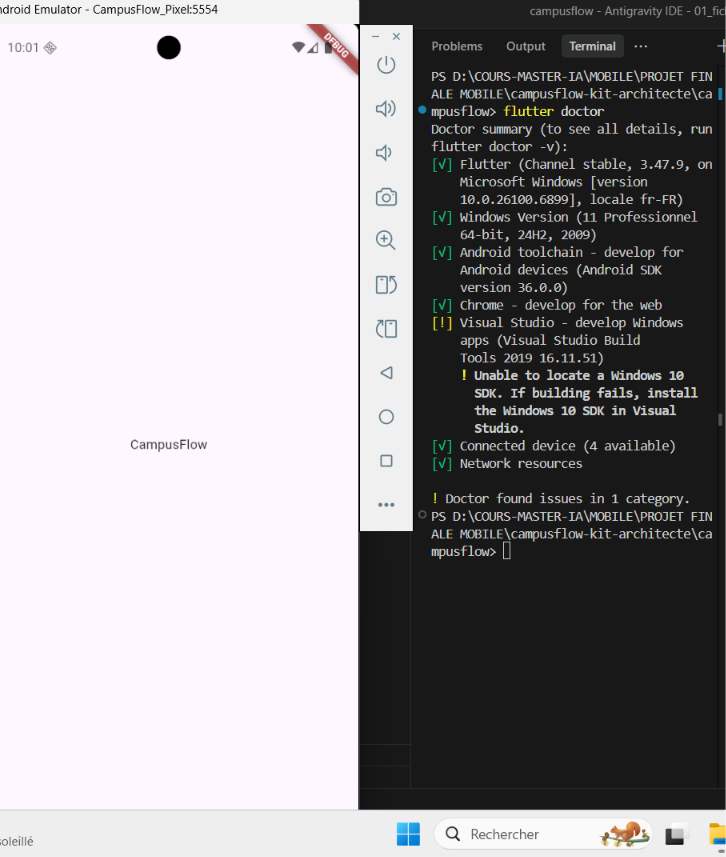 ndroid Emulator - CampusFlow_Pixel:5554
10:01
DEBUG
CampusFlow
campusflow - Antigravity IDE - 01_fic
Problems Output Terminal ...
PS D:\COURS-MASTER-IA\MOBILE\PROJET FIN
ALE MOBILE\campusflow-kit-architecte\ca
mpusflow> flutter doctor
Doctor summary (to see all details, run
flutter doctor -v):
[√] Flutter (Channel stable, 3.47.9, on
Microsoft Windows [version
10.0.26100.6899], locale fr-FR)
[√] Windows Version (11 Professionnel
64-bit, 24H2, 2009)
[√] Android toolchain - develop for
Android devices (Android SDK
version 36.0.0)
[√] Chrome - develop for the web
[!] Visual Studio - develop Windows
apps (Visual Studio Build
Tools 2019 16.11.51)
! Unable to locate a Windows 10
SDK. If building fails, install
the Windows 10 SDK in Visual
Studio.
[√] Connected device (4 available)
[√] Network resources
! Doctor found issues in 1 category.
PS D:\COURS-MASTER-IA\MOBILE\PROJET FIN
ALE MOBILE\campusflow-kit-architecte\ca
mpusflow>
oleillé
Rechercher